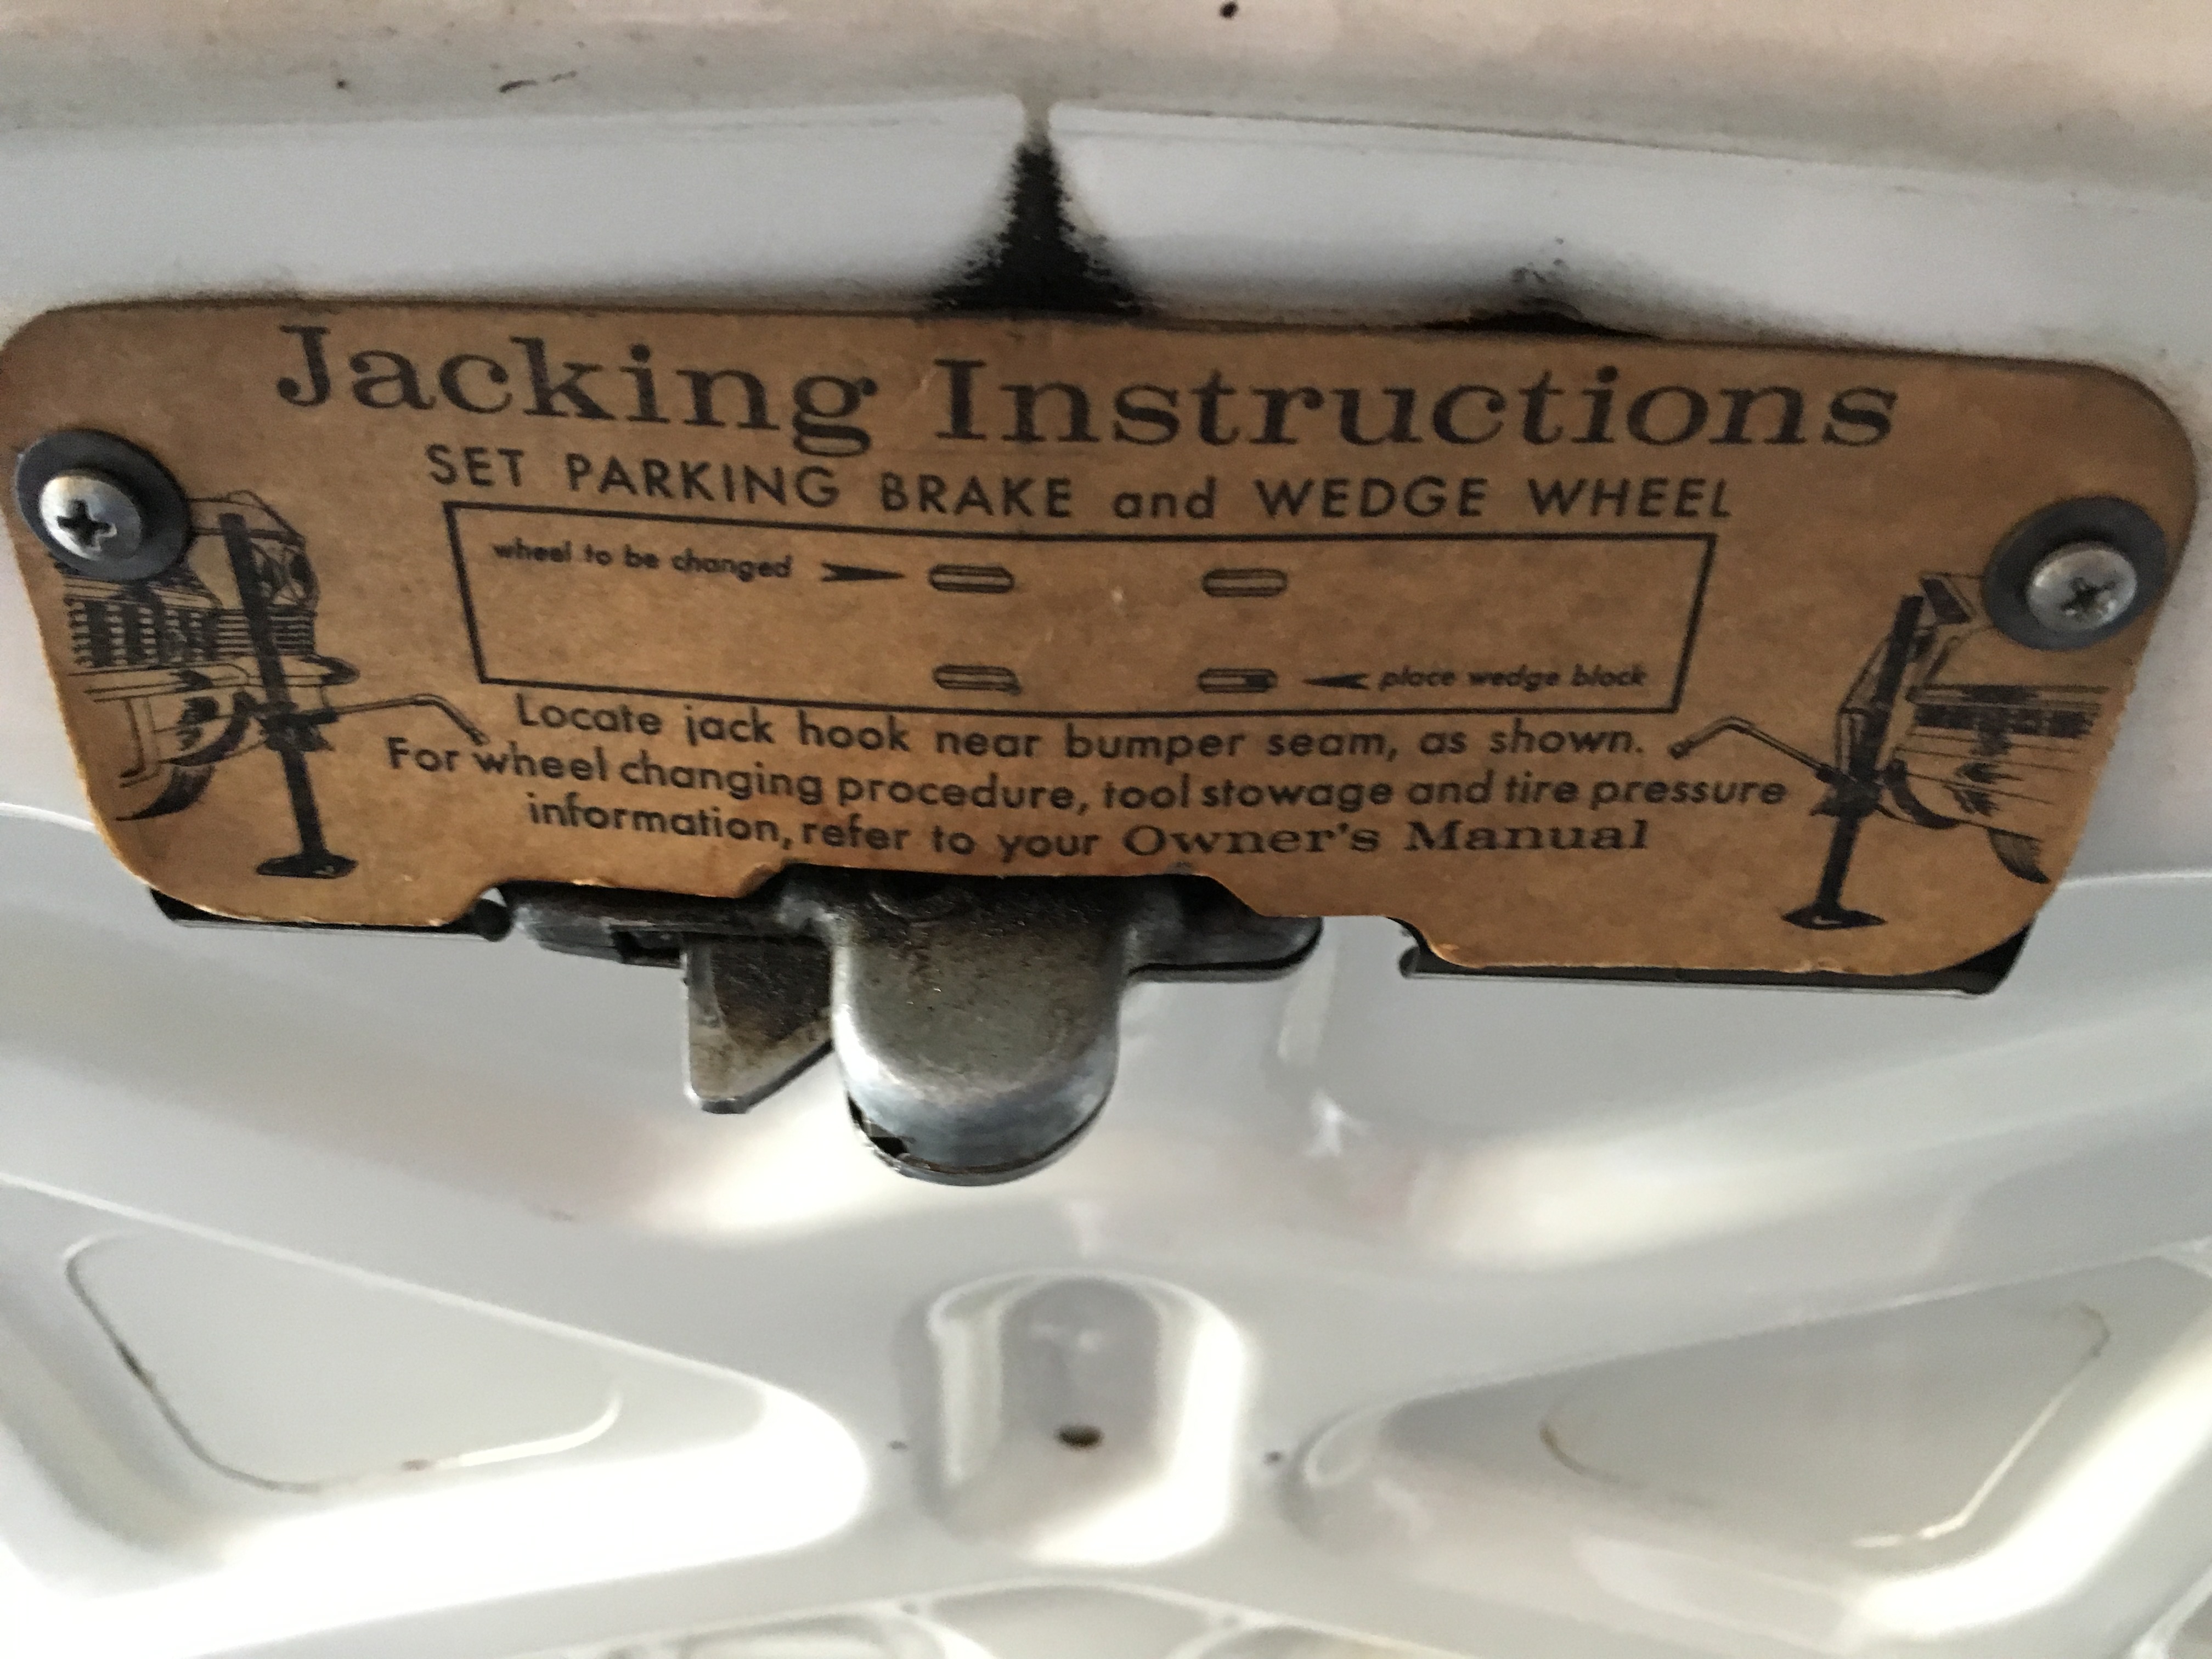 Jacking Instructions
SET PARKING BRAKE and WEDGE WHEEL
wheel to be changed
place wedge block
Locate jack hook near bumper seam, as shown.
For wheel changing procedure, tool stowage and tire pressure
information, refer to your Owner's Manual